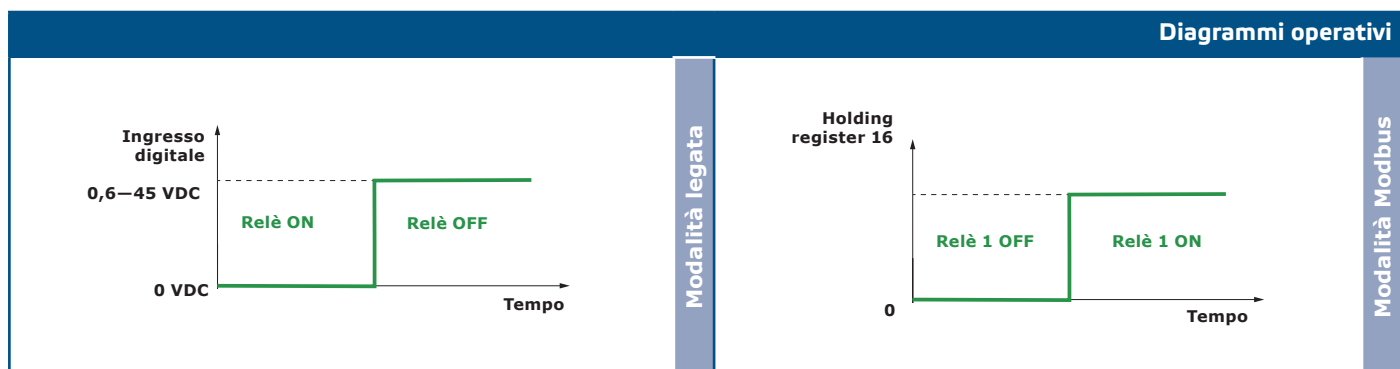 Diagrammi operativi
Ingresso
digitale
0,6—45 VDC
Relè ON
Relè OFF
0 VDC
Tempo
Modalità legata
Holding
register 16
Relè 1 OFF
Relè 1 ON
0
Tempo
Modalità Modbus